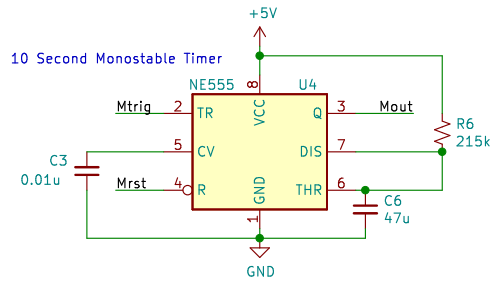 +5V
10 Second Monostable Timer
NE555 U4
8
VCC
Mtrig 2 TR Q 3 Mout
R6
215k
5 CV DIS 7
C3
0.01u
Mrst 4 R THR 6
GND
1
C6
47u
GND